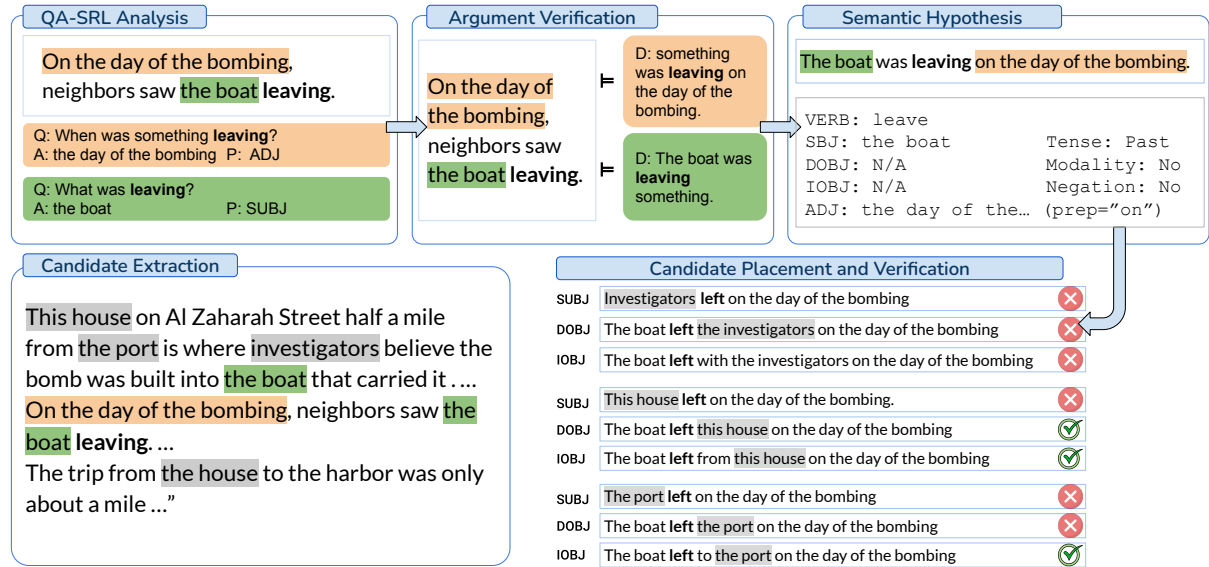 QA-SRL Analysis
On the day of the bombing,
neighbors saw the boat leaving.
Q: When was something leaving?
A: the day of the bombing P: ADJ
Q: What was leaving?
A: the boat P: SUBJ
Argument Verification
On the day of
the bombing,
neighbors saw
the boat leaving.
⊨
D: something
was leaving on
the day of the
bombing.
⊨
D: The boat was
leaving
something.
Semantic Hypothesis
The boat was leaving on the day of the bombing.
VERB: leave
SBJ: the boat Tense: Past
DOBJ: N/A Modality: No
IOBJ: N/A Negation: No
ADJ: the day of the… (prep=”on”)
Candidate Extraction
This house on Al Zaharah Street half a mile
from the port is where investigators believe the
bomb was built into the boat that carried it . …
On the day of the bombing, neighbors saw the
boat leaving. …
The trip from the house to the harbor was only
about a mile …”
Candidate Placement and Verification
SUBJ Investigators left on the day of the bombing
DOBJ The boat left the investigators on the day of the bombing
IOBJ The boat left with the investigators on the day of the bombing
SUBJ This house left on the day of the bombing.
DOBJ The boat left this house on the day of the bombing
IOBJ The boat left from this house on the day of the bombing
SUBJ The port left on the day of the bombing
DOBJ The boat left the port on the day of the bombing
IOBJ The boat left to the port on the day of the bombing